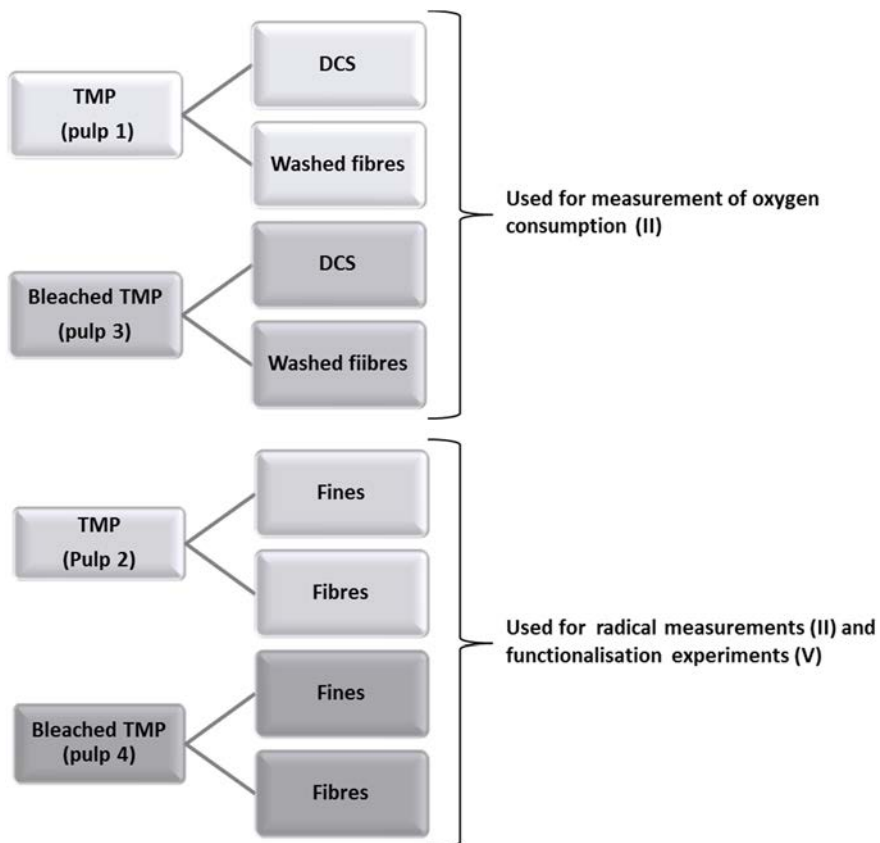 TMP
(pulp 1)
DCS
Washed fibres
Bleached TMP
(pulp 3)
DCS
Washed fiibres
Used for measurement of oxygen
consumption (II)
TMP
(Pulp 2)
Fines
Fibres
Bleached TMP
(pulp 4)
Fines
Fibres
Used for radical measurements (II) and
functionalisation experiments (V)